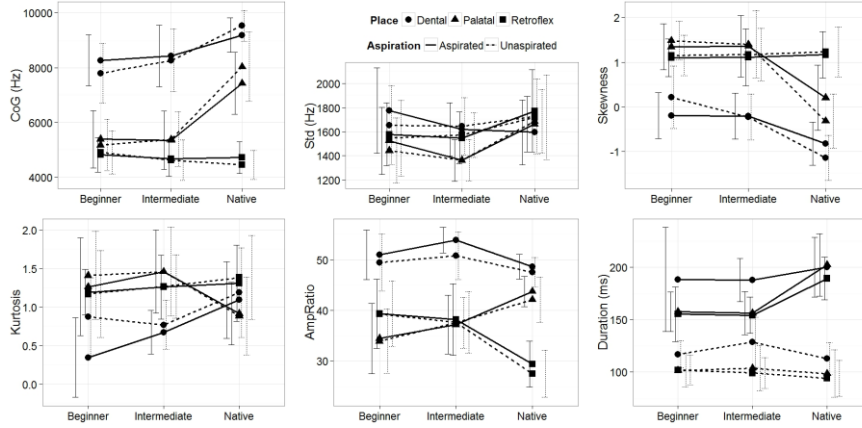 Place ● Dental ▲ Palatal ■ Retroflex
Aspiration — Aspirated --- Unaspirated
CoG (Hz)
10000
8000
6000
4000
Beginner Intermediate Native
Std (Hz)
2000
1800
1600
1400
1200
Beginner Intermediate Native
Skewness
2
1
0
-1
Beginner Intermediate Native
Kurtosis
2.0
1.5
1.0
0.5
0.0
Beginner Intermediate Native
AmpRatio
50
40
30
Beginner Intermediate Native
Duration (ms)
200
150
100
Beginner Intermediate Native